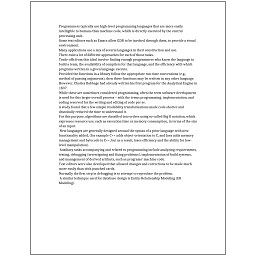 Programmers typically use high-level programming languages that are more easily
intelligible to humans than machine code, which is directly executed by the central
processing unit.
Some text editors such as Emacs allow GDB to be invoked through them, to provide a visual
environment.
Many applications use a mix of several languages in their construction and use.
There exist a lot of different approaches for each of those tasks.
Trade-offs from this ideal involve finding enough programmers who know the language to
build a team, the availability of compilers for that language, and the efficiency with which
programs written in a given language execute.
Provided the functions in a library follow the appropriate run-time conventions (e.g.,
method of passing arguments), then these functions may be written in any other language.
However, Charles Babbage had already written his first program for the Analytical Engine in
1837.
While these are sometimes considered programming, often the term software development
is used for this larger overall process – with the terms programming, implementation, and
coding reserved for the writing and editing of code per se.
A study found that a few simple readability transformations made code shorter and
drastically reduced the time to understand it.
For this purpose, algorithms are classified into orders using so-called Big O notation, which
expresses resource use, such as execution time or memory consumption, in terms of the size
of an input.
New languages are generally designed around the syntax of a prior language with new
functionality added, (for example C++ adds object-orientation to C, and Java adds memory
management and bytecode to C++, but as a result, loses efficiency and the ability for low-
level manipulation).
Auxiliary tasks accompanying and related to programming include analyzing requirements,
testing, debugging (investigating and fixing problems), implementation of build systems,
and management of derived artifacts, such as programs' machine code.
Text editors were also developed that allowed changes and corrections to be made much
more easily than with punched cards.
Normally the first step in debugging is to attempt to reproduce the problem.
A similar technique used for database design is Entity-Relationship Modeling (ER
Modeling).